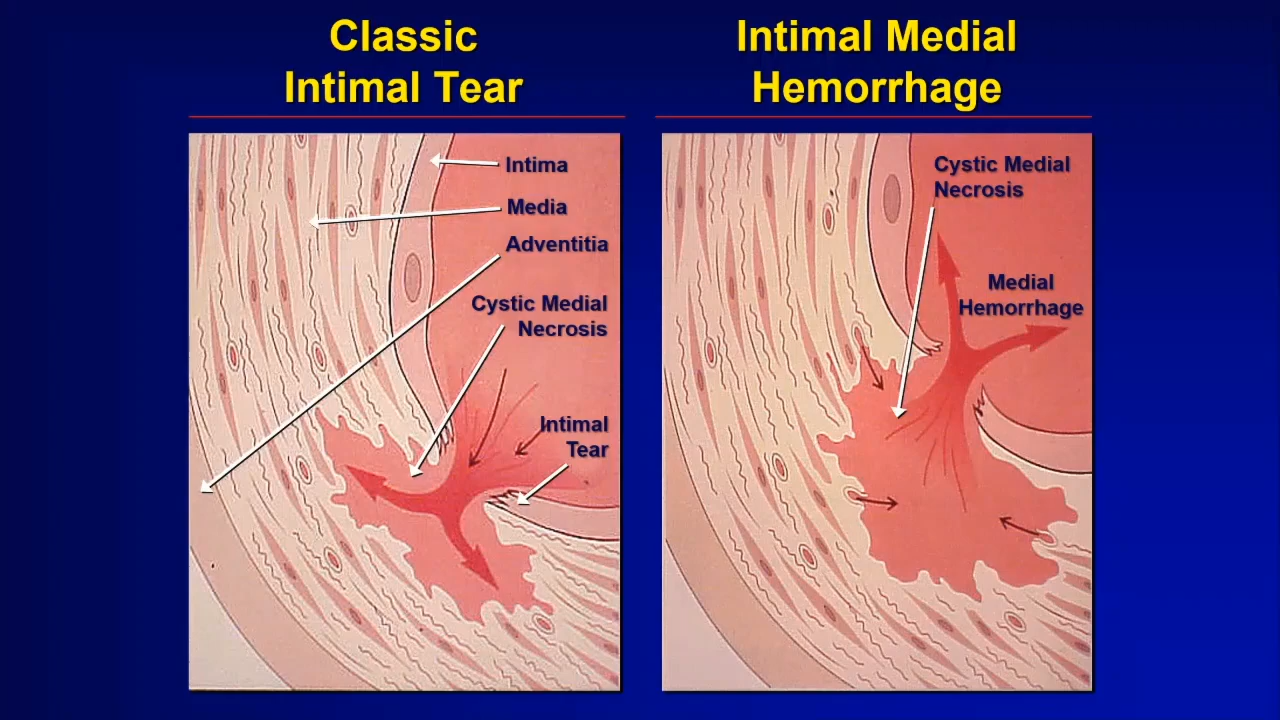 Classic
Intimal Tear
Intima
Media
Adventitia
Cystic Medial
Necrosis
Intimal
Tear
Intimal Medial
Hemorrhage
Cystic Medial
Necrosis
Medial
Hemorrhage